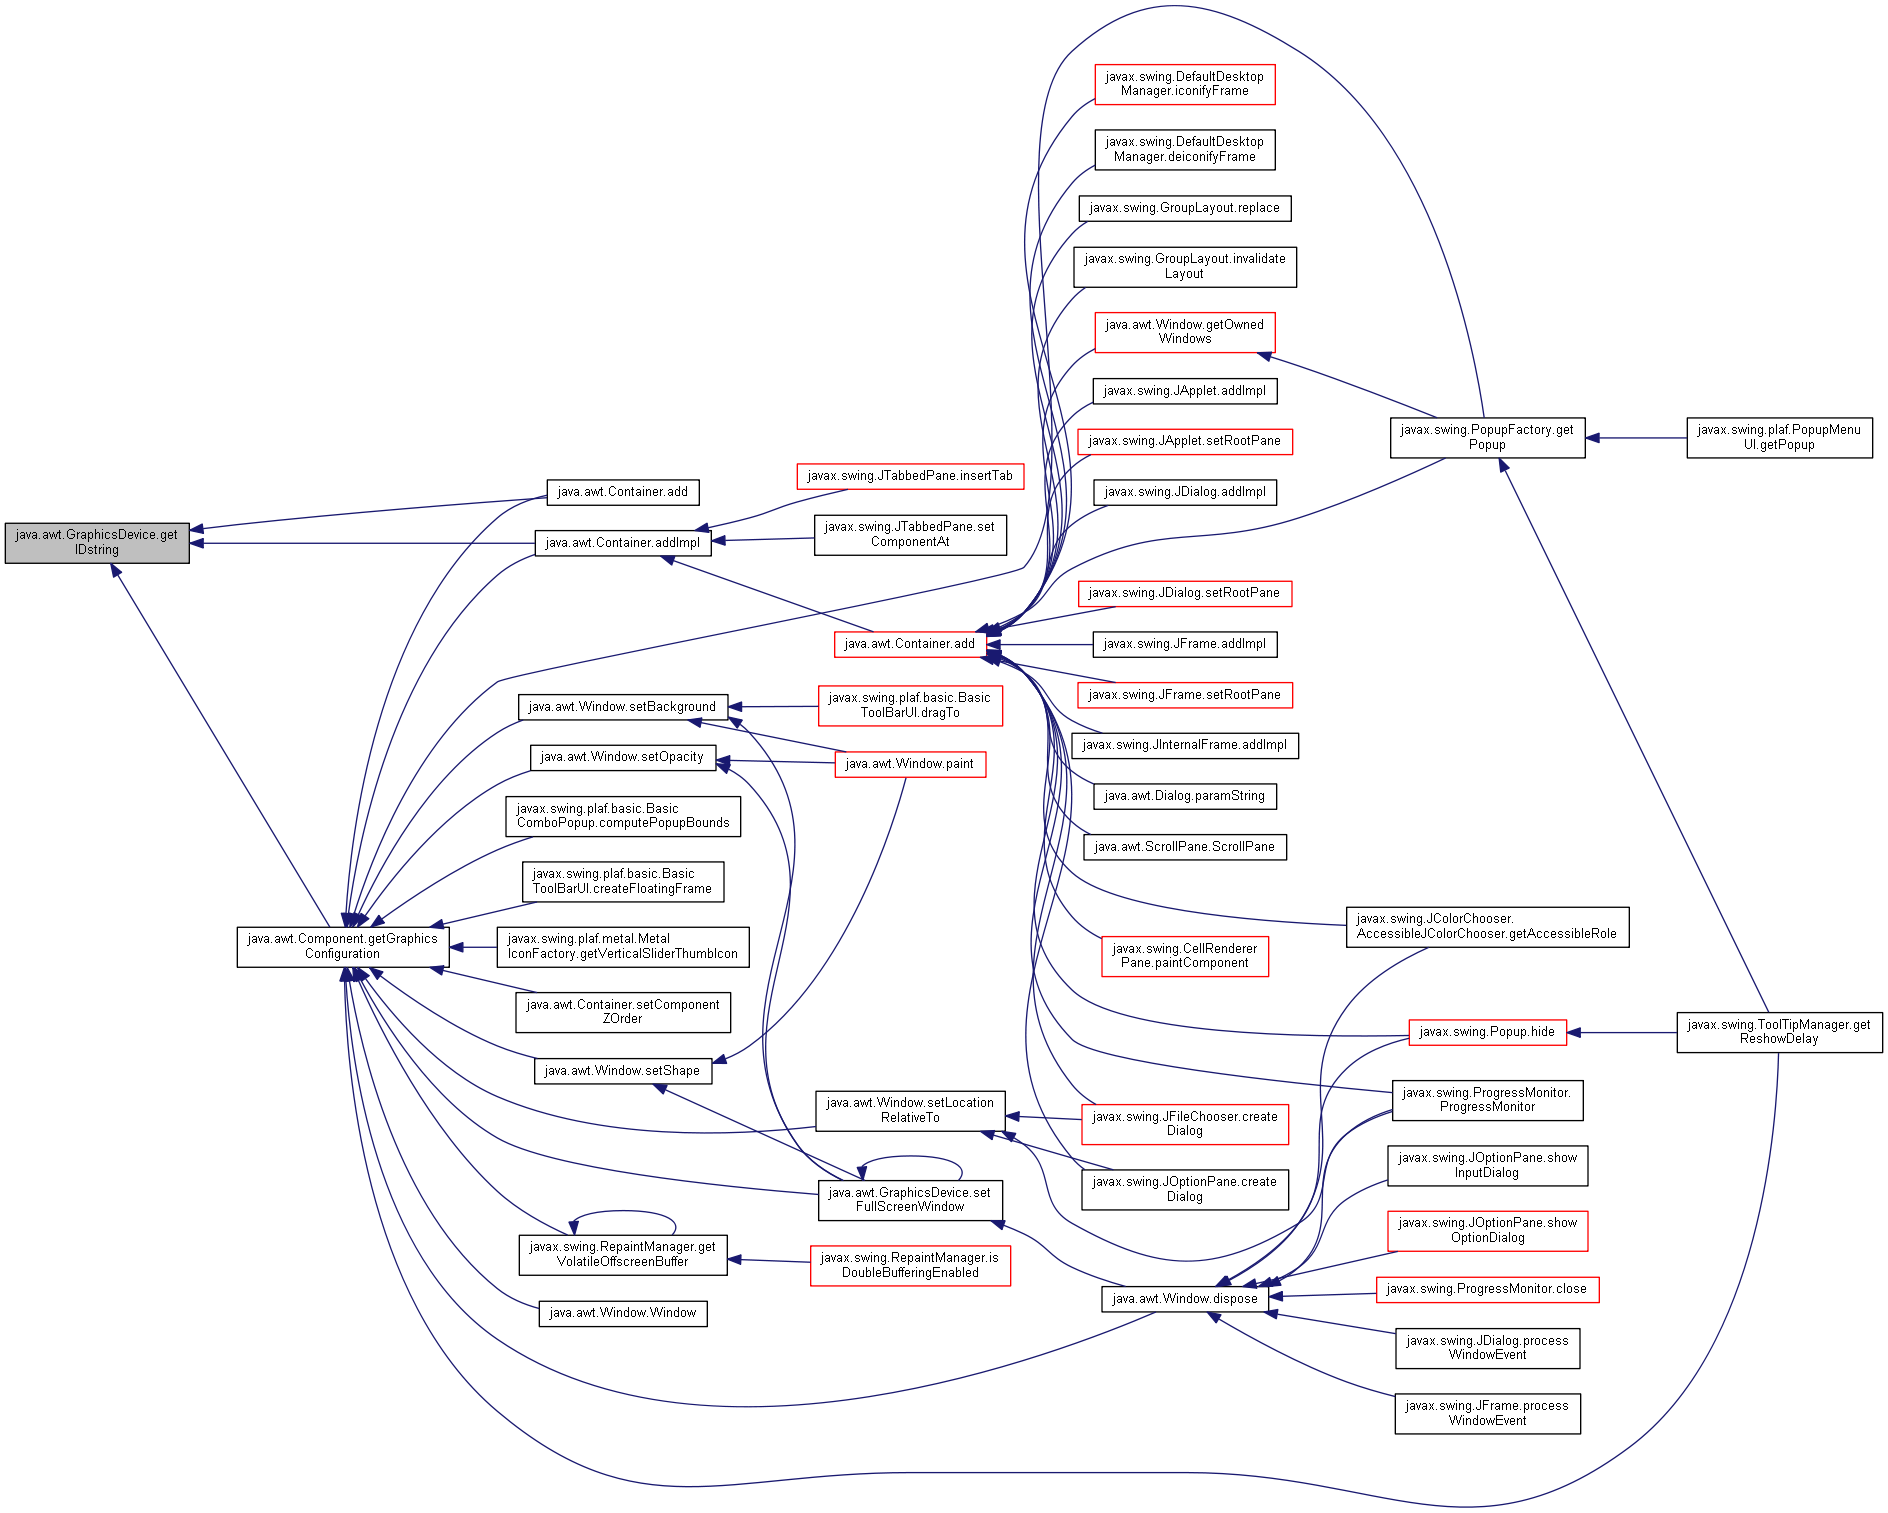 java.awt.GraphicsDevice.get
IDstring
java.awt.Component.getGraphics
Configuration
java.awt.Container.add
java.awt.Container.addImpl
java.awt.Window.setBackground
java.awt.Window.setOpacity
javax.swing.plaf.basic.Basic
ComboPopup.computePopupBounds
javax.swing.plaf.basic.Basic
ToolBarUI.createFloatingFrame
javax.swing.plaf.metal.Metal
IconFactory.getVerticalSliderThumbIcon
java.awt.Container.setComponent
ZOrder
java.awt.Window.setShape
javax.swing.RepaintManager.get
VolatileOffscreenBuffer
java.awt.Window.Window
javax.swing.JTabbedPane.insertTab
javax.swing.JTabbedPane.set
ComponentAt
java.awt.Container.add
javax.swing.plaf.basic.Basic
ToolBarUI.dragTo
java.awt.Window.paint
java.awt.Window.setLocation
RelativeTo
java.awt.GraphicsDevice.set
FullScreenWindow
javax.swing.RepaintManager.is
DoubleBufferingEnabled
javax.swing.DefaultDesktop
Manager.iconifyFrame
javax.swing.DefaultDesktop
Manager.deiconifyFrame
javax.swing.GroupLayout.replace
javax.swing.GroupLayout.invalidate
Layout
java.awt.Window.getOwned
Windows
javax.swing.JApplet.addImpl
javax.swing.JApplet.setRootPane
javax.swing.JDialog.addImpl
javax.swing.JDialog.setRootPane
javax.swing.JFrame.addImpl
javax.swing.JFrame.setRootPane
javax.swing.JInternalFrame.addImpl
java.awt.Dialog.paramString
java.awt.ScrollPane.ScrollPane
javax.swing.CellRenderer
Pane.paintComponent
javax.swing.JFileChooser.create
Dialog
javax.swing.JOptionPane.create
Dialog
java.awt.Window.dispose
javax.swing.PopupFactory.get
Popup
javax.swing.JColorChooser.
AccessibleJColorChooser.getAccessibleRole
javax.swing.Popup.hide
javax.swing.ProgressMonitor.
ProgressMonitor
javax.swing.JOptionPane.show
InputDialog
javax.swing.JOptionPane.show
OptionDialog
javax.swing.ProgressMonitor.close
javax.swing.JDialog.process
WindowEvent
javax.swing.JFrame.process
WindowEvent
javax.swing.plaf.PopupMenu
UI.getPopup
javax.swing.ToolTipManager.get
ReshowDelay